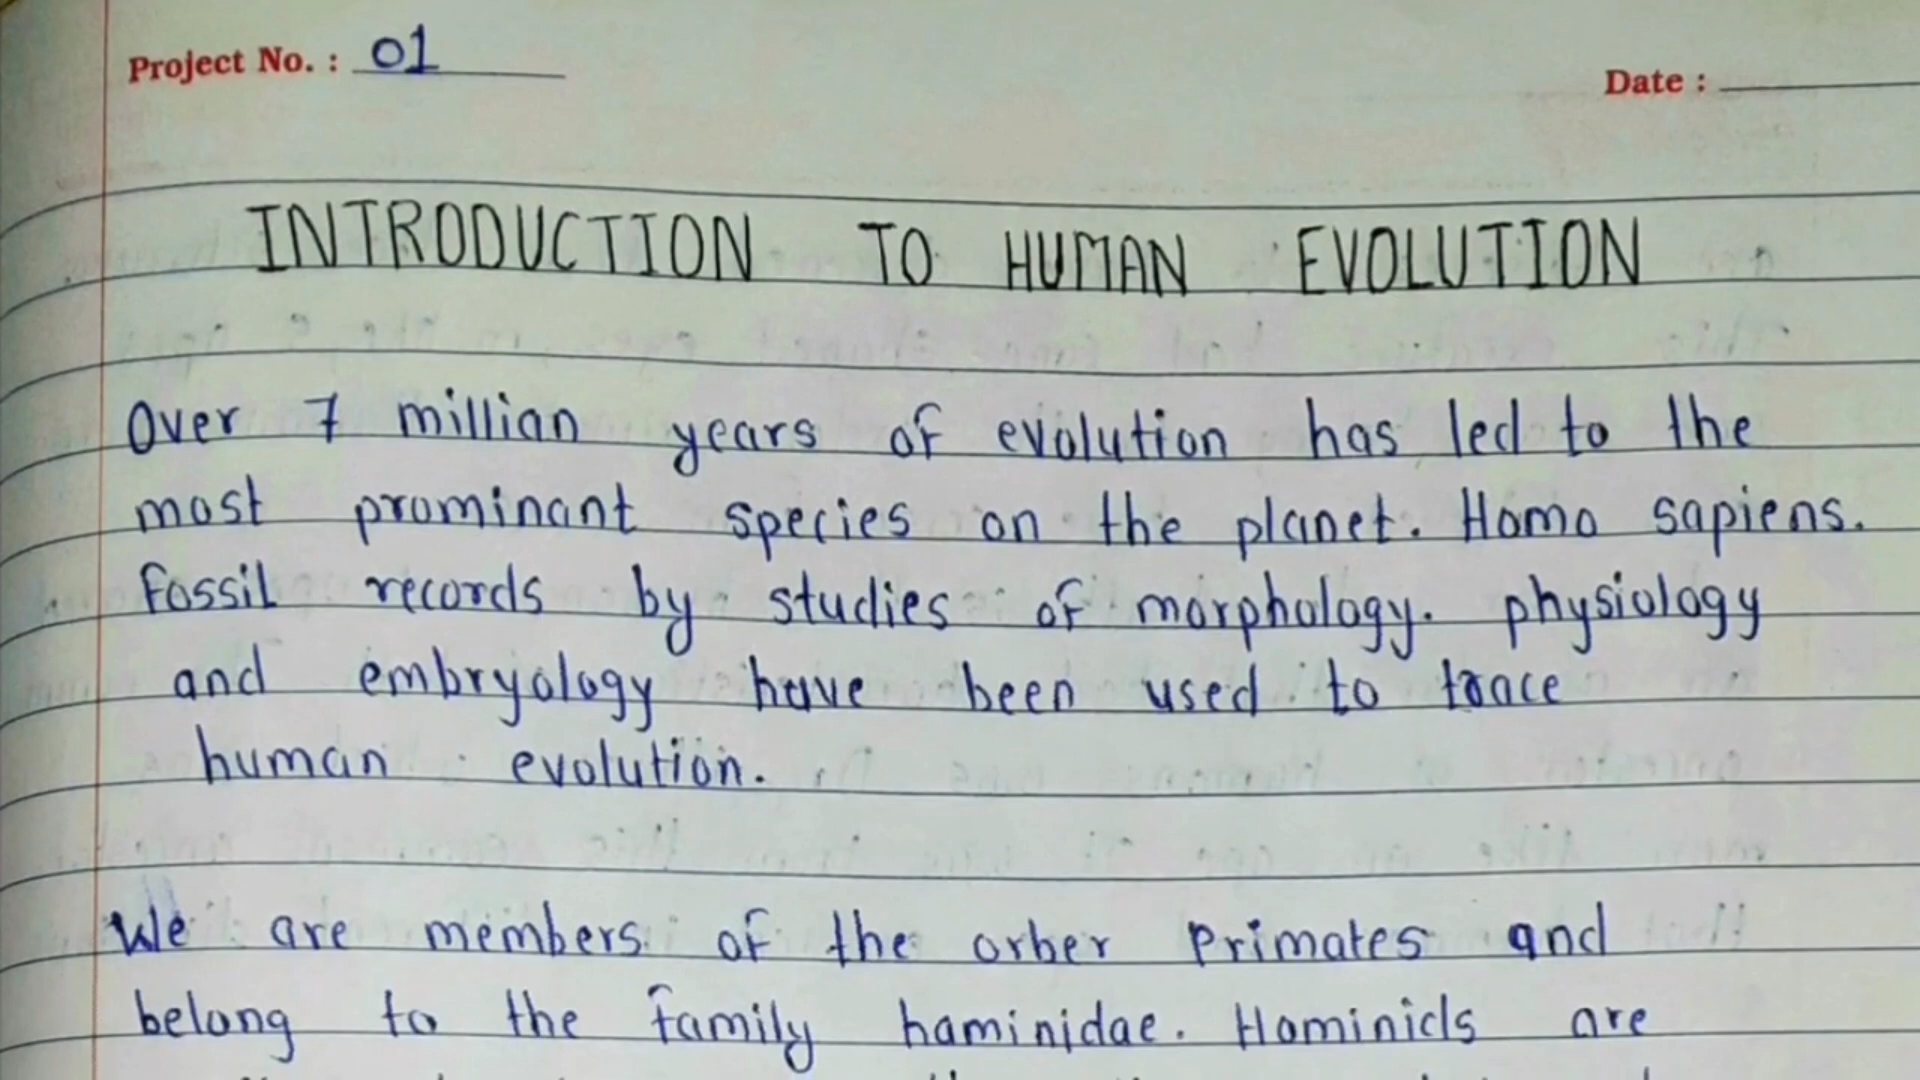 Project No. : 01
Date :
INTRODUCTION TO HUMAN EVOLUTION
Over 7 millian years of evolution has led to the
most prominant species on the planet. Homo sapiens.
Fossil records by studies of morphology. physiology
and embryology have been used to trace
human evolution.
We are members of the orber primates and
belong to the family haminidae. Hominids are